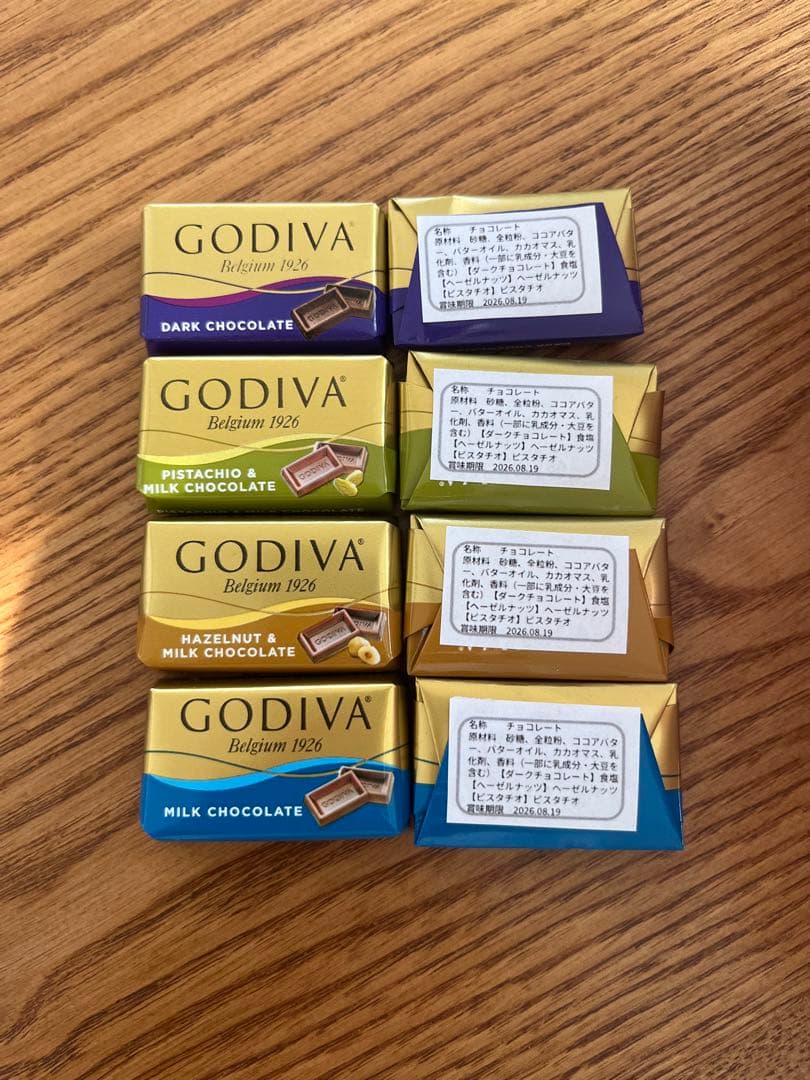 GODIVA®
Belgium 1926
DARK CHOCOLATE
名称 チョコレート
原材料 砂糖、全粒粉、ココアバタ
ー、バターオイル、カカオマス、乳
化剤、香料（一部に乳成分・大豆を
含む）【ダークチョコレート】食塩
【ヘーゼルナッツ】ヘーゼルナッツ
【ピスタチオ】ピスタチオ
賞味期限 2026.08.19
GODIVA®
Belgium 1926
PISTACHIO &
MILK CHOCOLATE
GODIVA
PISTACHIO & MILK CHOCOLATE
名称 チョコレート
原材料 砂糖、全粒粉、ココアバタ
ー、バターオイル、カカオマス、乳
化剤、香料（一部に乳成分・大豆を
含む）【ダークチョコレート】食塩
【ヘーゼルナッツ】ヘーゼルナッツ
【ピスタチオ】ピスタチオ
賞味期限 2026.08.19
GODIVA®
Belgium 1926
HAZELNUT &
MILK CHOCOLATE
GODIVA
名称 チョコレート
原材料 砂糖、全粒粉、ココアバタ
ー、バターオイル、カカオマス、乳
化剤、香料（一部に乳成分・大豆を
含む）【ダークチョコレート】食塩
【ヘーゼルナッツ】ヘーゼルナッツ
【ピスタチオ】ピスタチオ
賞味期限 2026.08.19
GODIVA®
Belgium 1926
MILK CHOCOLATE
GODIVA
名称 チョコレート
原材料 砂糖、全粒粉、ココアバタ
ー、バターオイル、カカオマス、乳
化剤、香料（一部に乳成分・大豆を
含む）【ダークチョコレート】食塩
【ヘーゼルナッツ】ヘーゼルナッツ
【ピスタチオ】ピスタチオ
賞味期限 2026.08.19